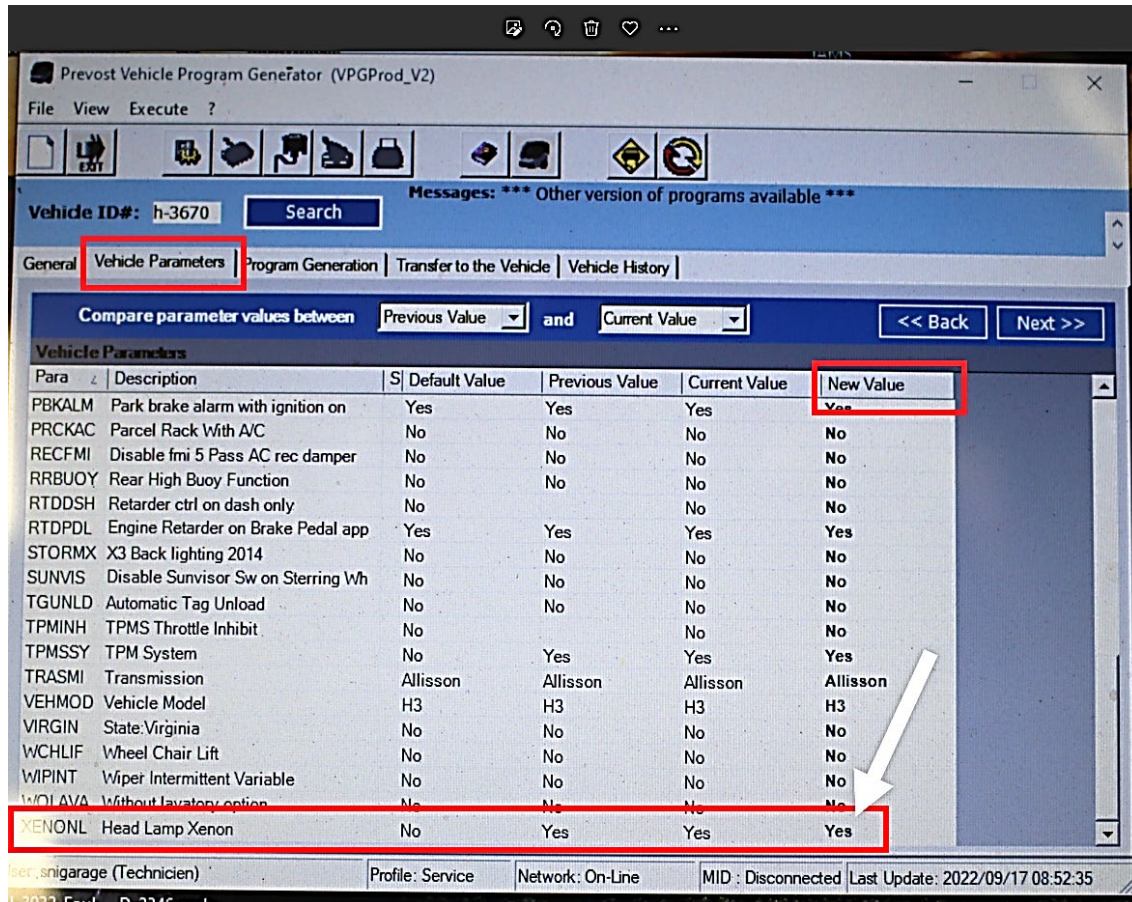 Prevost Vehicle Program Generator (VPGProd_V2)
File View Execute ?
EXIT
Messages: *** Other version of programs available ***
Vehicle ID#: h-3670 Search
General Vehicle Parameters Program Generation Transfer to the Vehicle Vehicle History
Compare parameter values between Previous Value and Current Value << Back Next >>
Vehicle Parameters
Para Description S Default Value Previous Value Current Value New Value
PBKALM Park brake alarm with ignition on Yes Yes Yes Yes
PRCKAC Parcel Rack With A/C No No No No
RECFMI Disable fmi 5 Pass AC rec damper No No No No
RRBUOY Rear High Buoy Function No No No No
RTDDSH Retarder ctrl on dash only No No No
RTDPDL Engine Retarder on Brake Pedal app Yes Yes Yes Yes
STORMX X3 Back lighting 2014 No No No No
SUNVIS Disable Sunvisor Sw on Sterring Wh No No No No
TGUNLD Automatic Tag Unload No No No No
TPMINH TPMS Throttle Inhibit No No No
TPMSSY TPM System No Yes Yes Yes
TRASMI Transmission Allisson Allisson Allisson Allisson
VEHMOD Vehicle Model H3 H3 H3 H3
VIRGIN State:Virginia No No No No
WCHLIF Wheel Chair Lift No No No No
WIPINT Wiper Intermittent Variable No No No No
WOLAVA Without lavatory option No No No No
XENONL Head Lamp Xenon No Yes Yes Yes
snigarage (Technicien) Profile: Service Network: On-Line MID : Disconnected Last Update: 2022/09/17 08:52:35